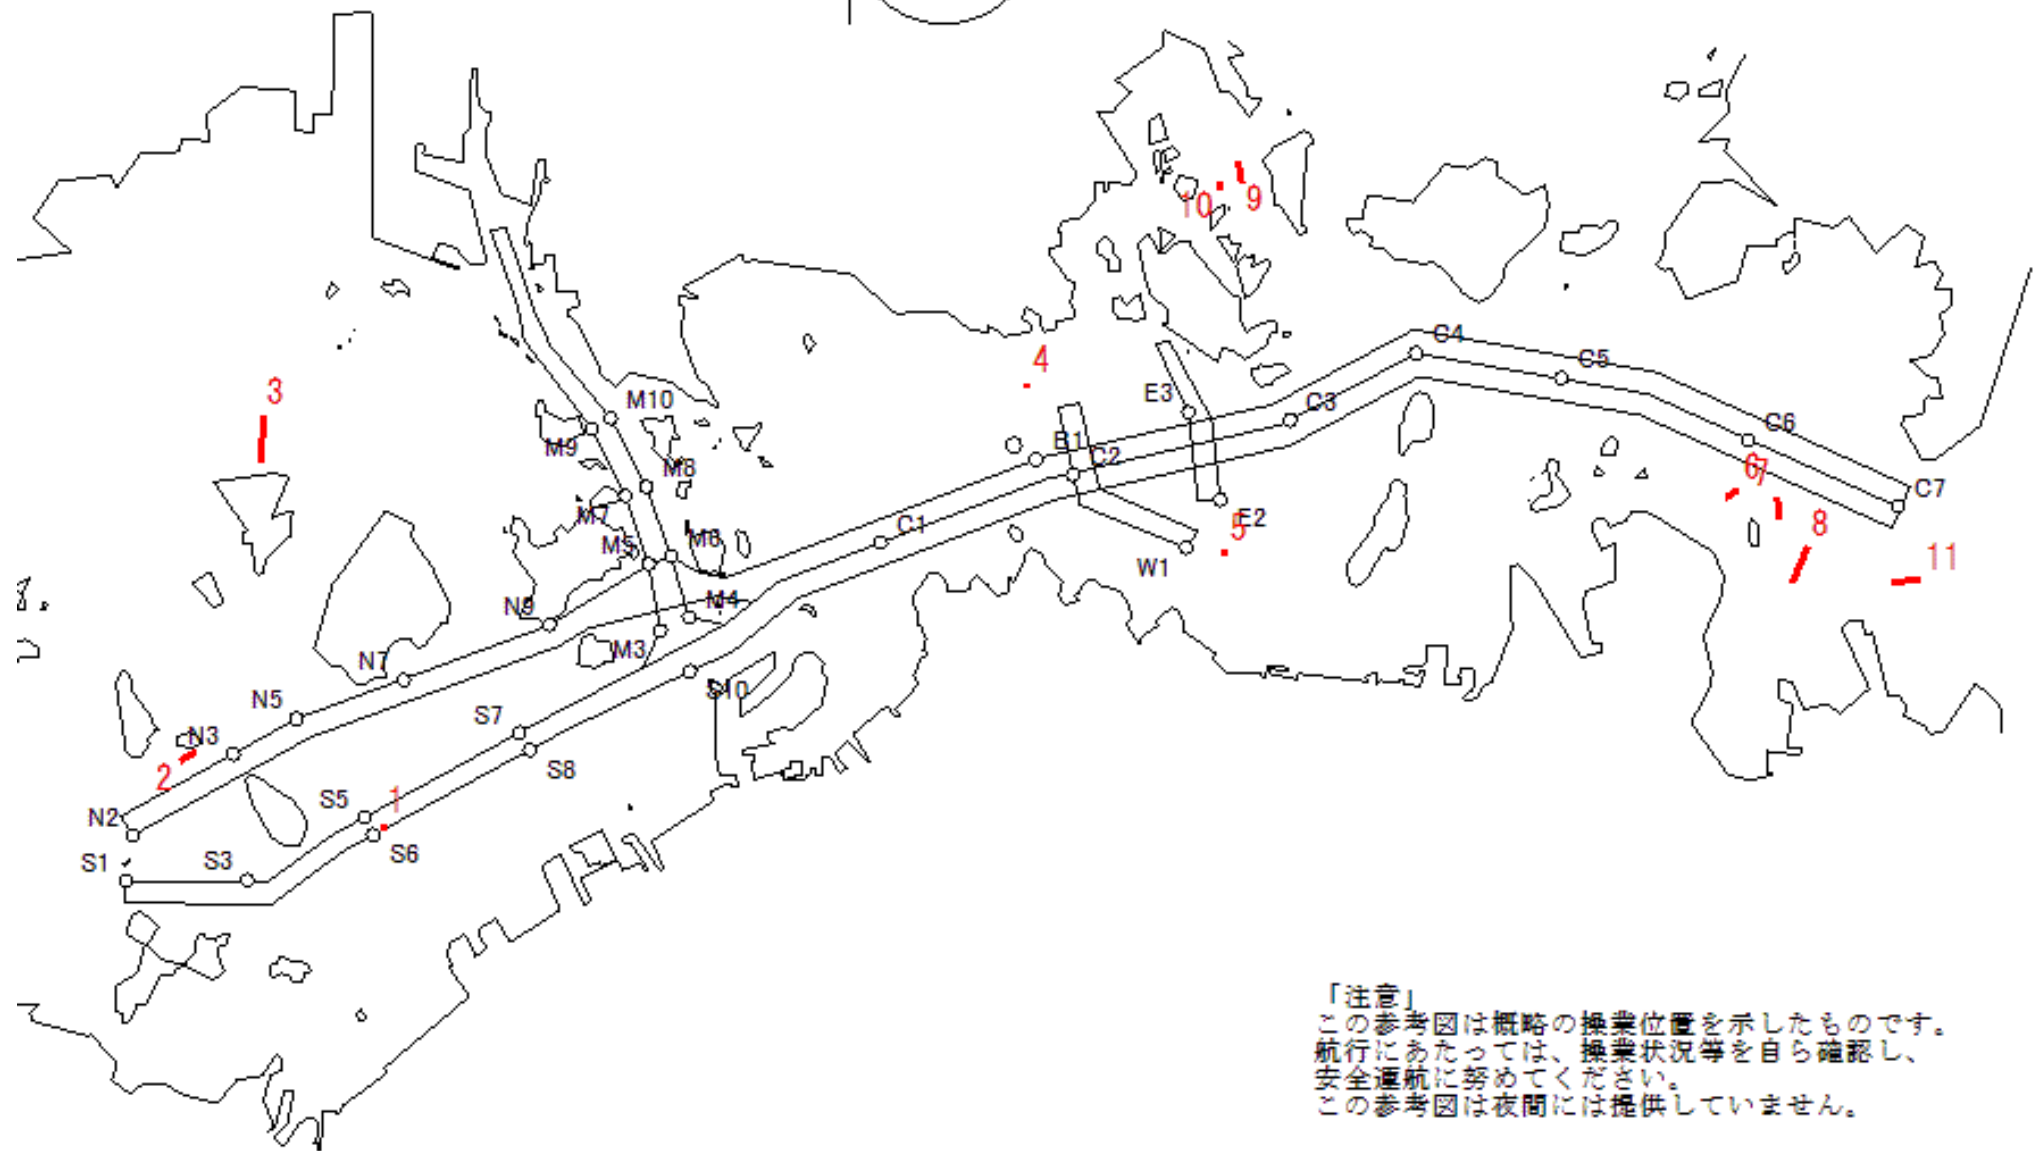 10
9
C4
4
C5
3
M10
E3
C3
C6
M9
B1
C2
M8
6
7
C7
M7
5
E2
8
C1
M5
M6
W1
11
N9
M4
M3
N7
S10
N5
S7
N3
2
S8
S5
1
N2
S6
S1
S3
「注意」
この参考図は概略の操業位置を示したものです。
航行にあたっては、操業状況等を自ら確認し、
安全運航に努めてください。
この参考図は夜間には提供していません。